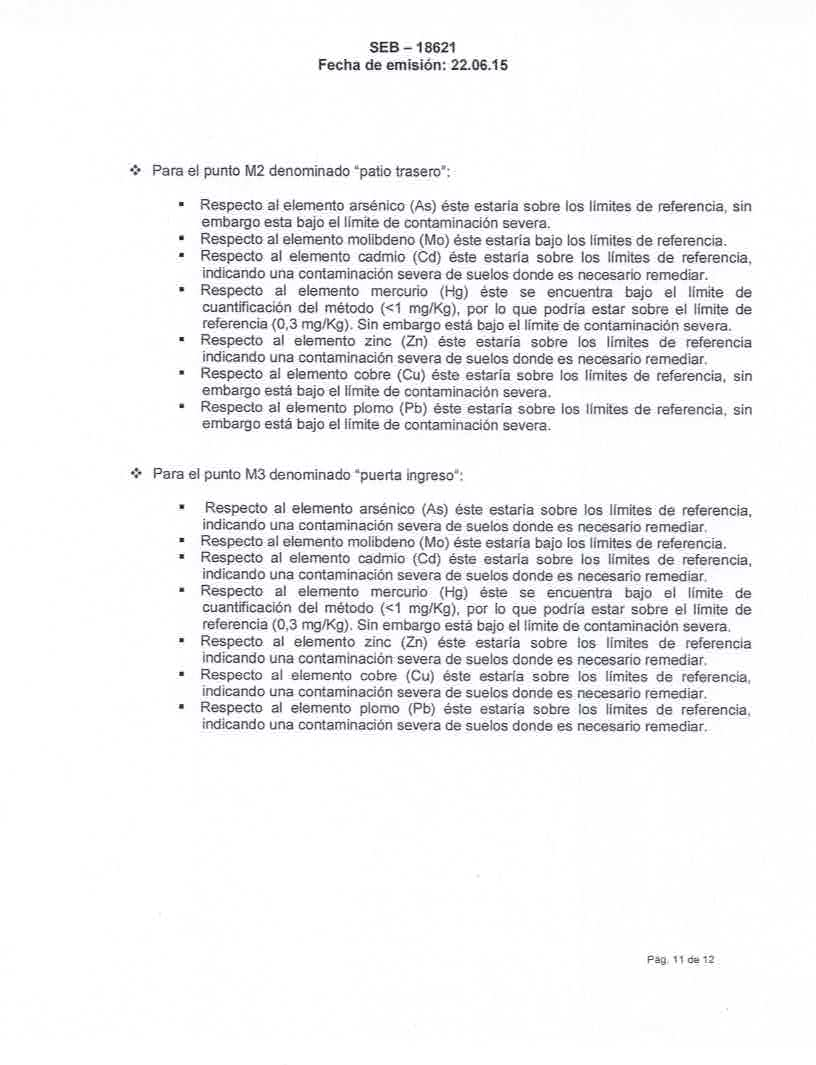 SEB – 18621
Fecha de emisión: 22.06.15
❖ Para el punto M2 denominado "patio trasero":
▪ Respecto al elemento arsénico (As) éste estaría sobre los límites de referencia, sin
embargo esta bajo el límite de contaminación severa.
▪ Respecto al elemento molibdeno (Mo) éste estaría bajo los límites de referencia.
▪ Respecto al elemento cadmio (Cd) éste estaría sobre los límites de referencia,
indicando una contaminación severa de suelos donde es necesario remediar.
▪ Respecto al elemento mercurio (Hg) éste se encuentra bajo el límite de
cuantificación del método (<1 mg/Kg), por lo que podría estar sobre el límite de
referencia (0,3 mg/Kg). Sin embargo está bajo el límite de contaminación severa.
▪ Respecto al elemento zinc (Zn) éste estaría sobre los límites de referencia
indicando una contaminación severa de suelos donde es necesario remediar.
▪ Respecto al elemento cobre (Cu) éste estaría sobre los límites de referencia, sin
embargo está bajo el límite de contaminación severa.
▪ Respecto al elemento plomo (Pb) éste estaría sobre los límites de referencia, sin
embargo está bajo el límite de contaminación severa.
❖ Para el punto M3 denominado "puerta ingreso":
▪ Respecto al elemento arsénico (As) éste estaría sobre los límites de referencia,
indicando una contaminación severa de suelos donde es necesario remediar.
▪ Respecto al elemento molibdeno (Mo) éste estaría bajo los límites de referencia.
▪ Respecto al elemento cadmio (Cd) éste estaría sobre los límites de referencia,
indicando una contaminación severa de suelos donde es necesario remediar.
▪ Respecto al elemento mercurio (Hg) éste se encuentra bajo el límite de
cuantificación del método (<1 mg/Kg), por lo que podría estar sobre el límite de
referencia (0,3 mg/Kg). Sin embargo está bajo el límite de contaminación severa.
▪ Respecto al elemento zinc (Zn) éste estaría sobre los límites de referencia
indicando una contaminación severa de suelos donde es necesario remediar.
▪ Respecto al elemento cobre (Cu) éste estaría sobre los límites de referencia,
indicando una contaminación severa de suelos donde es necesario remediar.
▪ Respecto al elemento plomo (Pb) éste estaría sobre los límites de referencia,
indicando una contaminación severa de suelos donde es necesario remediar.
Pág. 11 de 12